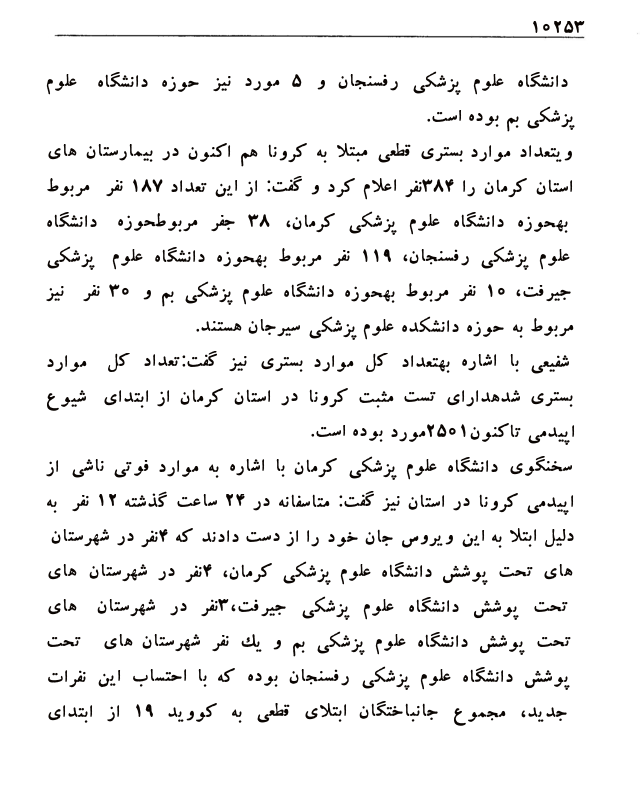 ۱۰۲۵۳
دانشگاه علوم پزشکی رفسنجان و ۵ مورد نیز حوزه دانشگاه علوم
پزشکی بم بوده است.
ویتعداد موارد بستری قطعی مبتلا به کرونا هم اکنون در بیمارستان های
استان کرمان را ۳۸۴نفر اعلام کرد و گفت: از این تعداد ۱۸۷ نفر مربوط
بهحوزه دانشگاه علوم پزشکی کرمان، ۳۸ جفر مربوطحوزه دانشگاه
علوم پزشکی رفسنجان، ۱۱۹ نفر مربوط بهحوزه دانشگاه علوم پزشکی
جیرفت، ۱۰ نفر مربوط بهحوزه دانشگاه علوم پزشکی بم و ۳۰ نفر نیز
مربوط به حوزه دانشکده علوم پزشکی سیرجان هستند.
شفیعی با اشاره بهتعداد کل موارد بستری نیز گفت:تعداد کل موارد
بستری شدهدارای تست مثبت کرونا در استان کرمان از ابتدای شیوع
اپیدمی تاکنون۲۵۰۱مورد بوده است.
سخنگوی دانشگاه علوم پزشکی کرمان با اشاره به موارد فوتی ناشی از
اپیدمی کرونا در استان نیز گفت: متاسفانه در ۲۴ ساعت گذشته ۱۲ نفر به
دلیل ابتلا به این ویروس جان خود را از دست دادند که ۴نفر در شهرستان
های تحت پوشش دانشگاه علوم پزشکی کرمان، ۴نفر در شهرستان های
تحت پوشش دانشگاه علوم پزشکی جیرفت،۳نفر در شهرستان های
تحت پوشش دانشگاه علوم پزشکی بم و یك نفر شهرستان های تحت
پوشش دانشگاه علوم پزشکی رفسنجان بوده که با احتساب این نفرات
جدید، مجموع جانباختگان ابتلای قطعی به کووید ۱۹ از ابتدای